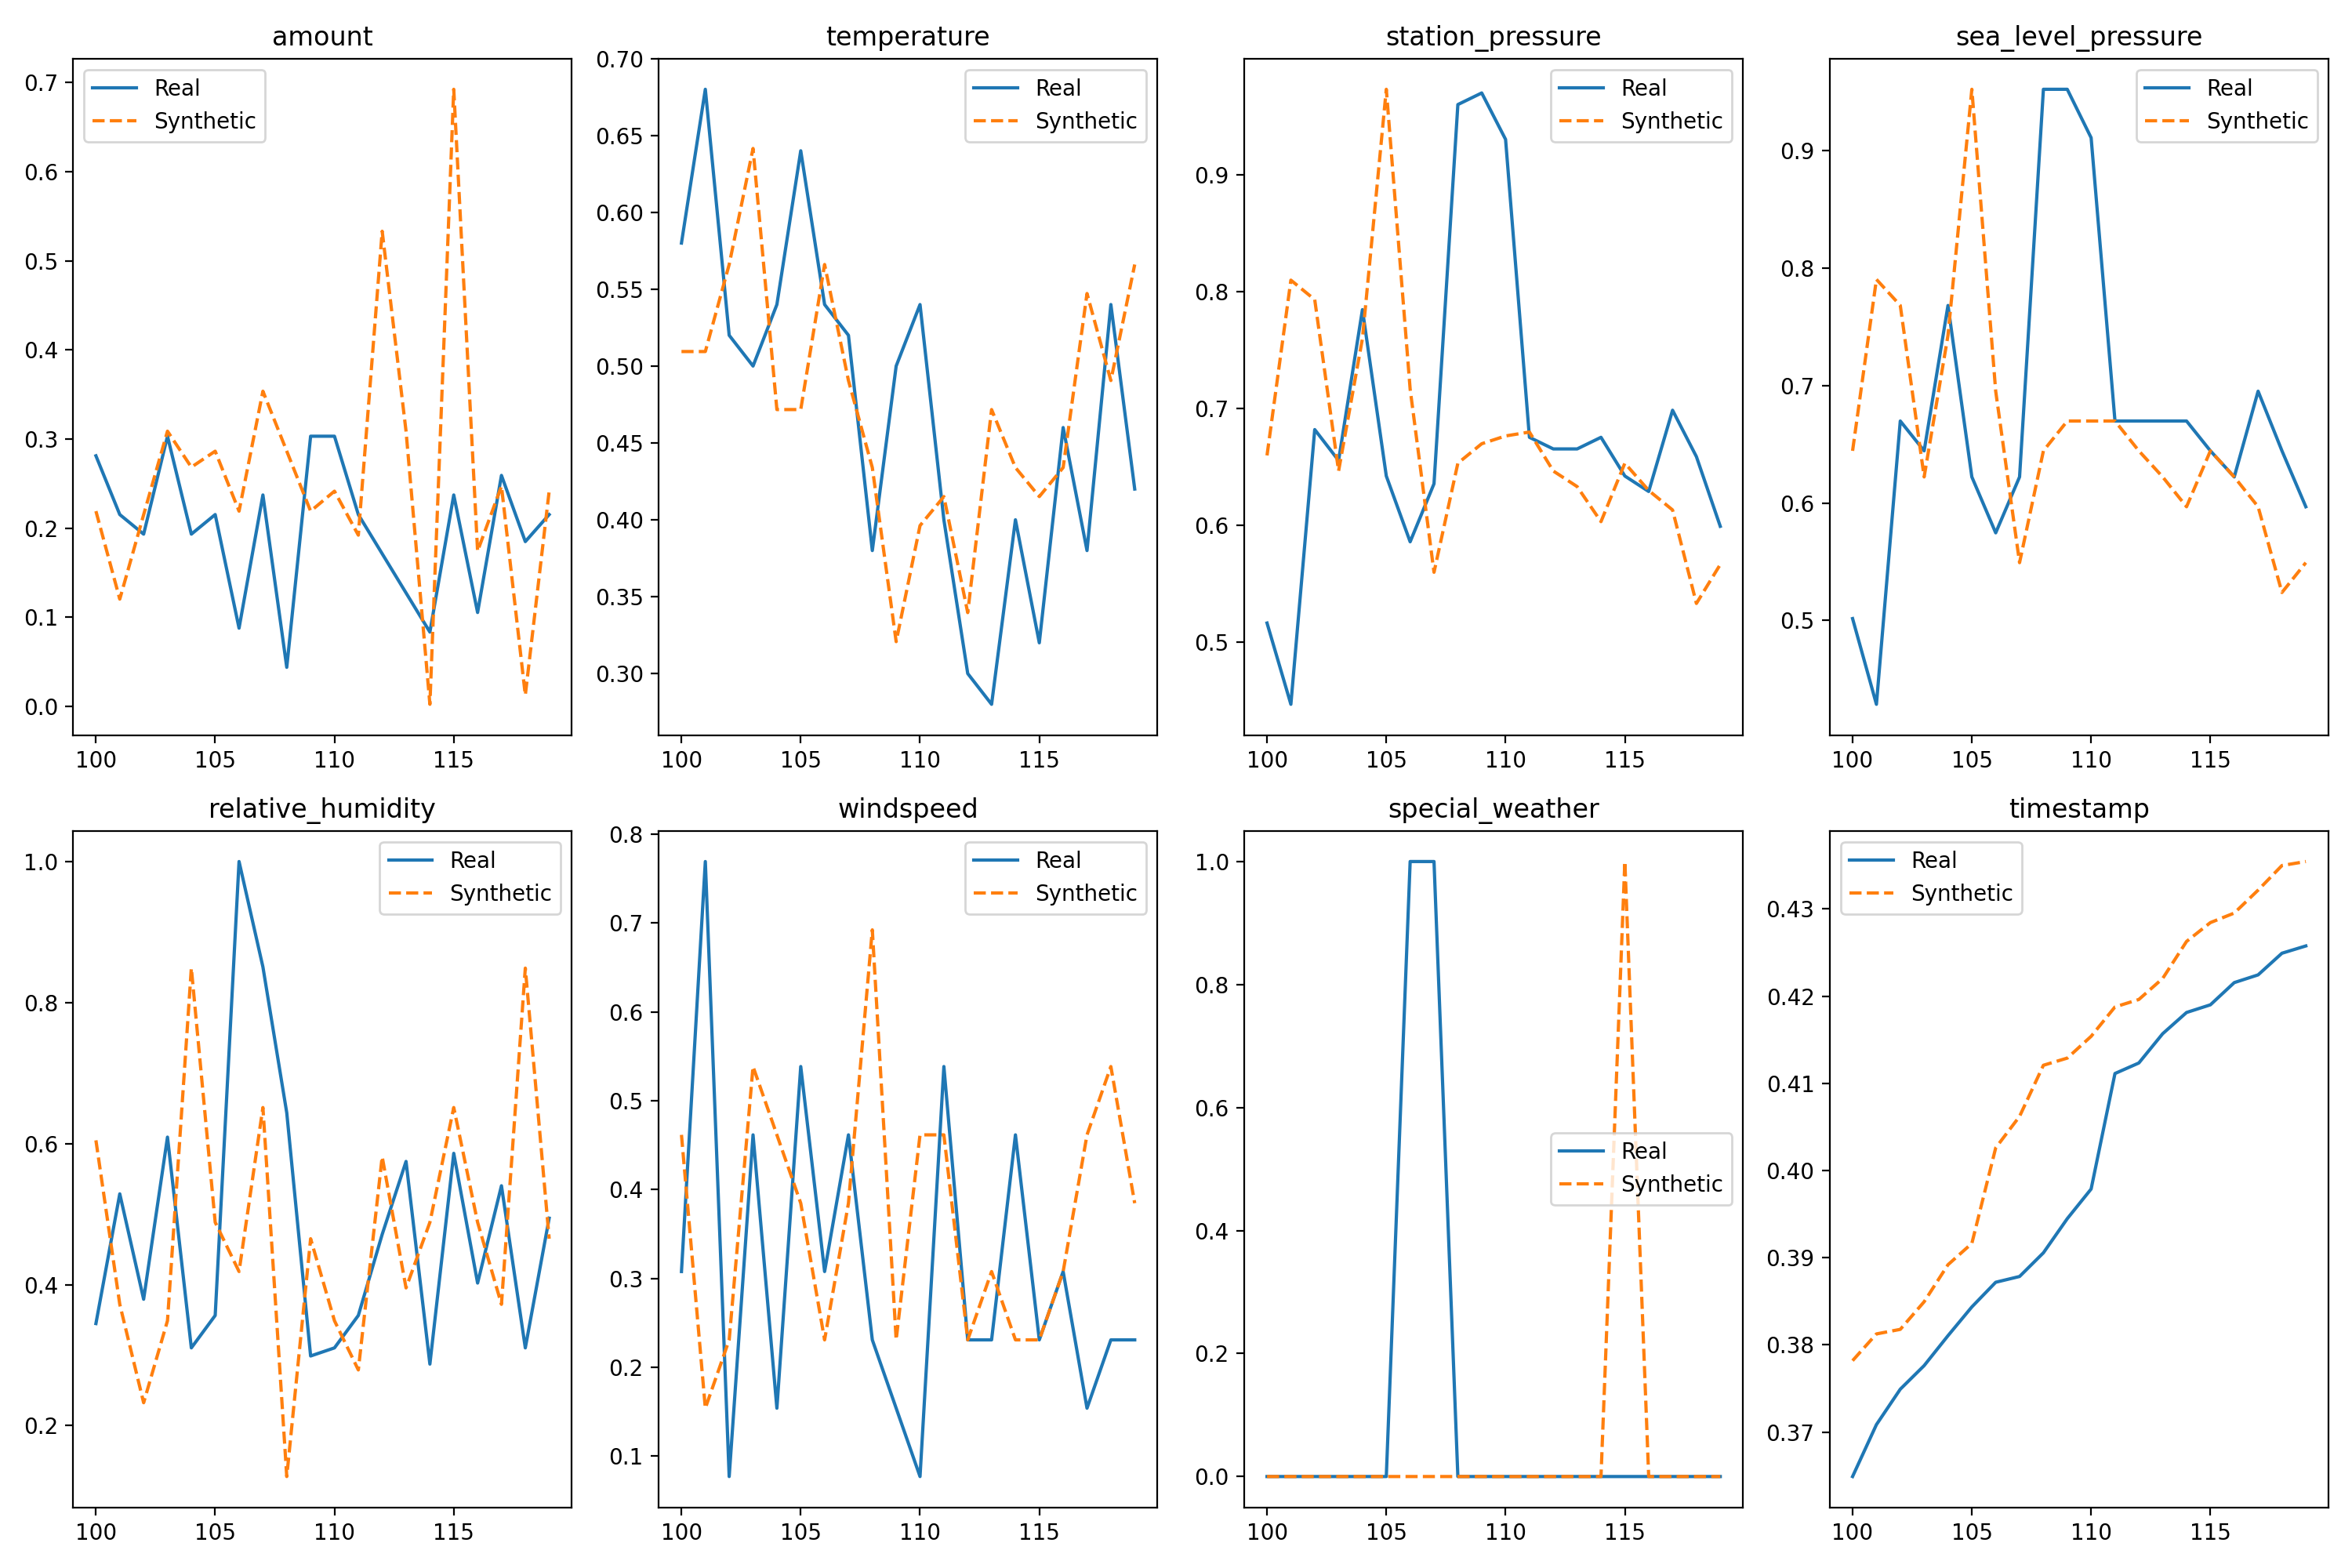 amount
Real
Synthetic
0.7
0.6
0.5
0.4
0.3
0.2
0.1
0.0
100 105 110 115
temperature
Real
Synthetic
0.70
0.65
0.60
0.55
0.50
0.45
0.40
0.35
0.30
100 105 110 115
station_pressure
Real
Synthetic
0.9
0.8
0.7
0.6
0.5
100 105 110 115
sea_level_pressure
Real
Synthetic
0.9
0.8
0.7
0.6
0.5
100 105 110 115
relative_humidity
Real
Synthetic
1.0
0.8
0.6
0.4
0.2
100 105 110 115
windspeed
Real
Synthetic
0.8
0.7
0.6
0.5
0.4
0.3
0.2
0.1
100 105 110 115
special_weather
1.0
0.8
0.6
Real
Synthetic
0.4
0.2
0.0
100 105 110 115
timestamp
Real
Synthetic
0.43
0.42
0.41
0.40
0.39
0.38
0.37
100 105 110 115